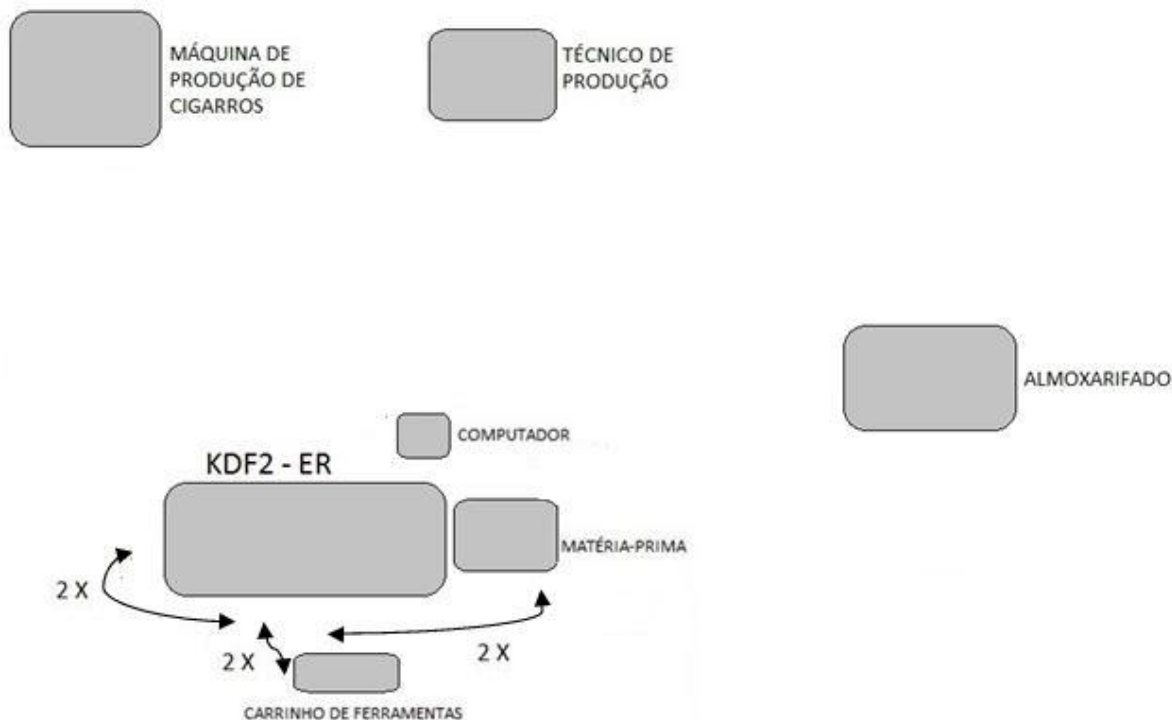 MÁQUINA DE
PRODUÇÃO DE
CIGARROS
TÉCNICO DE
PRODUÇÃO
ALMOXARIFADO
COMPUTADOR
KDF2 - ER
MATÉRIA-PRIMA
2 X
2 X
2 X
CARRINHO DE FERRAMENTAS